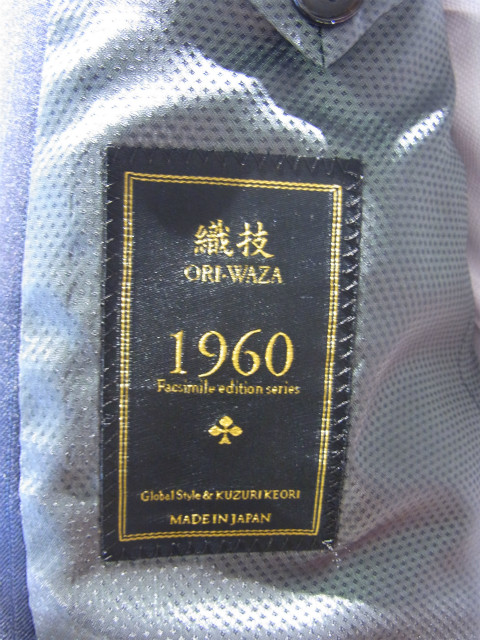 織技
ORI-WAZA
1960
Facsimile edition series
Global Style & KUZURI KEORI
MADE IN JAPAN